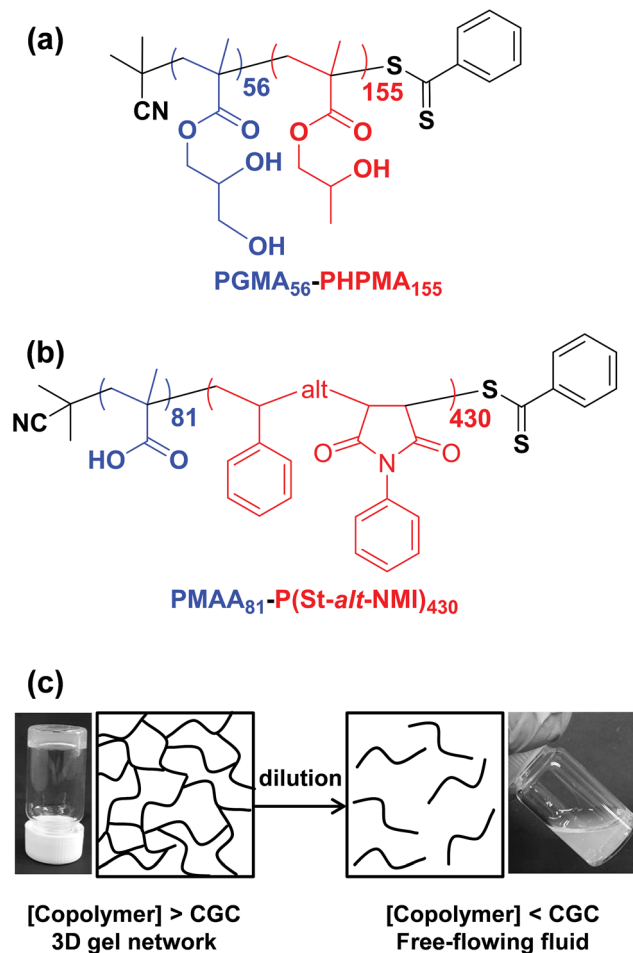 (a)
CN
56
155
S
S
O
O
OH
OH
O
O
OH
PGMA56-PHPMA155
(b)
NC
81
alt
430
S
S
HO
O
O
N
O
PMAA81-P(St-alt-NMI)430
(c)
dilution
[Copolymer] > CGC
3D gel network
[Copolymer] < CGC
Free-flowing fluid